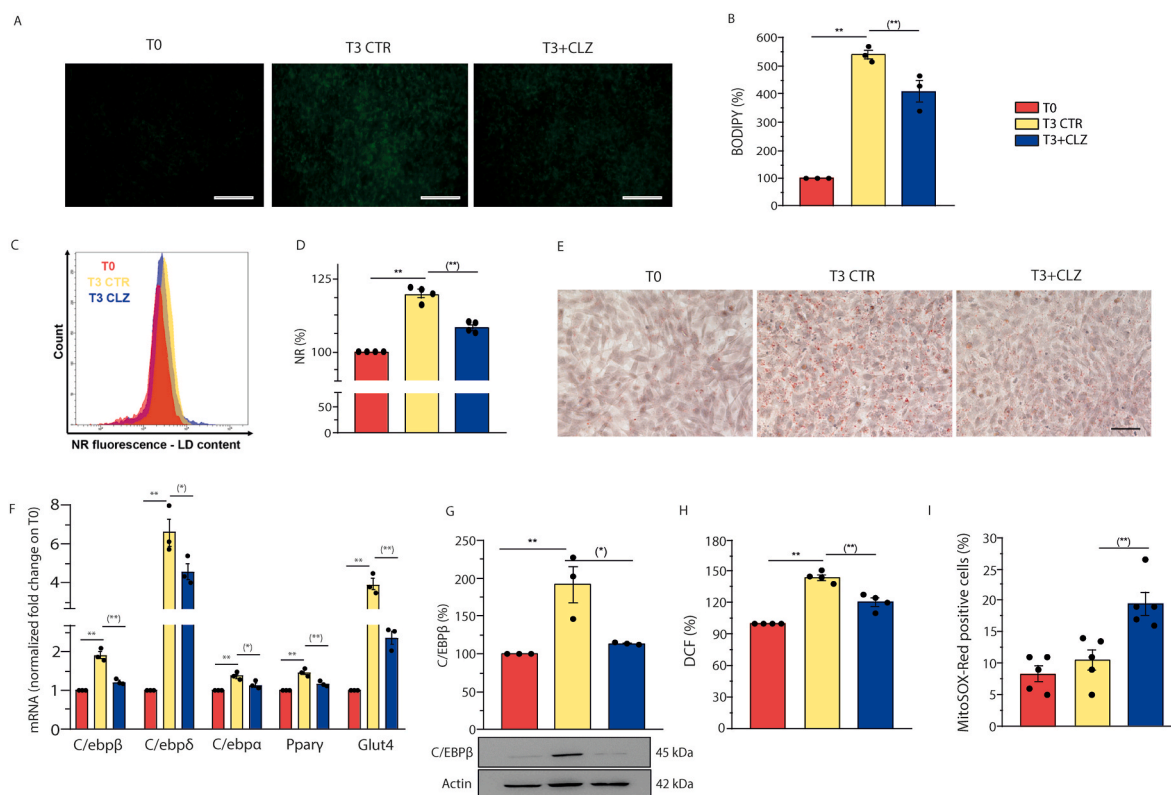 A
T0
T3 CTR
T3+CLZ
B
** (**)
600
500
400
300
200
100
0
BODIPY (%)
T0
T3 CTR
T3+CLZ
C
T0
T3 CTR
T3 CLZ
Count
NR fluorescence - LD content
D
** (**)
125
100
50
0
NR (%)
E
T0
T3 CTR
T3+CLZ
F
** (**)
** (*)
** (*)
** (**)
** (**)
8
6
4
2
1
0
mRNA (normalized fold change on T0)
C/ebpβ C/ebpδ C/ebpα Pparγ Glut4
G
** (*)
250
200
150
100
50
0
C/EBPβ (%)
C/EBPβ 45 kDa
Actin 42 kDa
H
** (**)
180
150
120
90
60
30
0
DCF (%)
I
(**)
30
25
20
15
10
5
0
MitoSOX-Red positive cells (%)